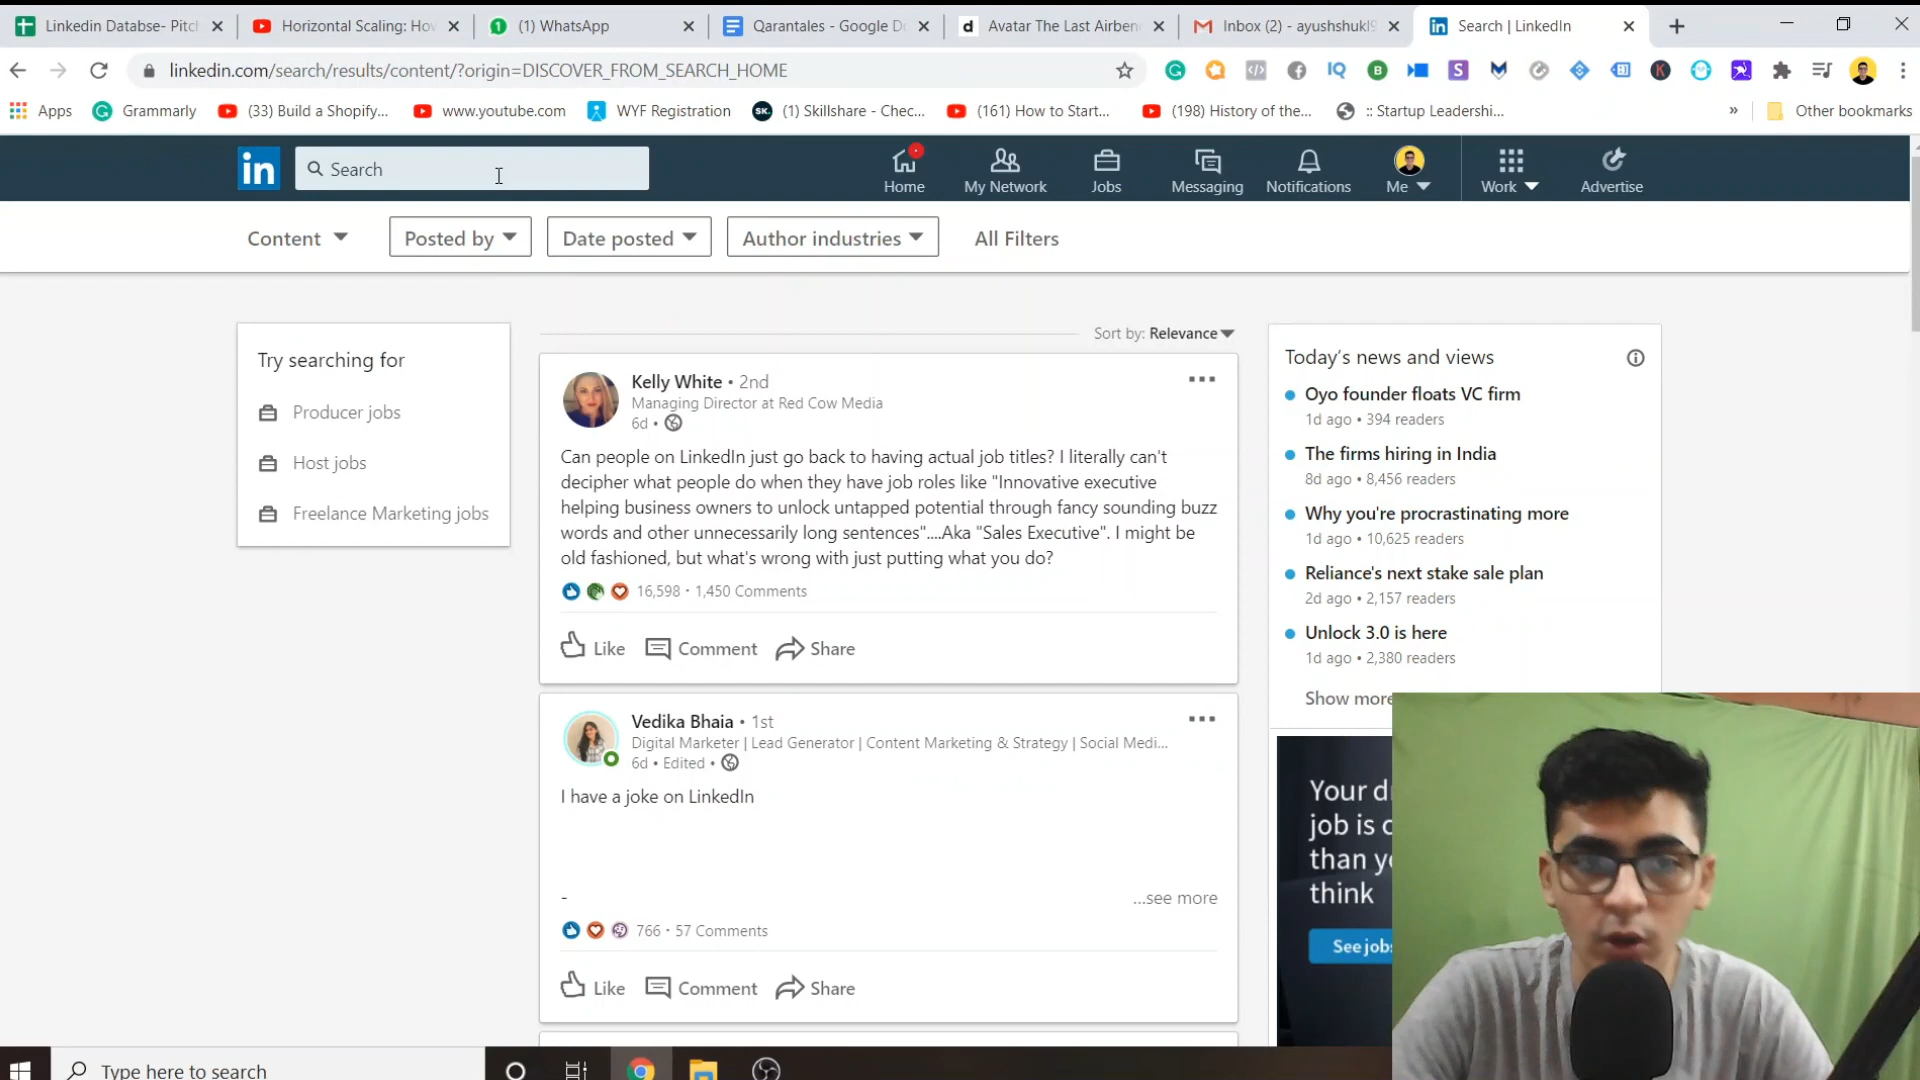 Linkedin Databse- Pitc
Horizontal Scaling: Ho
(1) WhatsApp
Qarantales - Google D
Avatar The Last Airben
Inbox (2) - ayushshukl
Search | LinkedIn
linkedin.com/search/results/content/?origin=DISCOVER_FROM_SEARCH_HOME
Apps
Grammarly
(33) Build a Shopify...
www.youtube.com
WYF Registration
(1) Skillshare - Chec...
(161) How to Start...
(198) History of the...
:: Startup Leadershi...
»
Other bookmarks
in
Search
Home
My Network
Jobs
Messaging
Notifications
Me
Work
Advertise
Content
Posted by
Date posted
Author industries
All Filters
Try searching for
Producer jobs
Host jobs
Freelance Marketing jobs
Sort by: Relevance
Kelly White • 2nd
Managing Director at Red Cow Media
6d •
Can people on LinkedIn just go back to having actual job titles? I literally can't
decipher what people do when they have job roles like "Innovative executive
helping business owners to unlock untapped potential through fancy sounding buzz
words and other unnecessarily long sentences"....Aka "Sales Executive". I might be
old fashioned, but what's wrong with just putting what you do?
16,598 · 1,450 Comments
Like
Comment
Share
Vedika Bhaia • 1st
Digital Marketer | Lead Generator | Content Marketing & Strategy | Social Medi...
6d • Edited •
I have a joke on LinkedIn
-
...see more
766 · 57 Comments
Like
Comment
Share
Today's news and views
Oyo founder floats VC firm
1d ago • 394 readers
The firms hiring in India
8d ago • 8,456 readers
Why you're procrastinating more
1d ago • 10,625 readers
Reliance's next stake sale plan
2d ago • 2,157 readers
Unlock 3.0 is here
1d ago • 2,380 readers
Show more
Your d
job is c
than y
think
See jobs
Type here to search